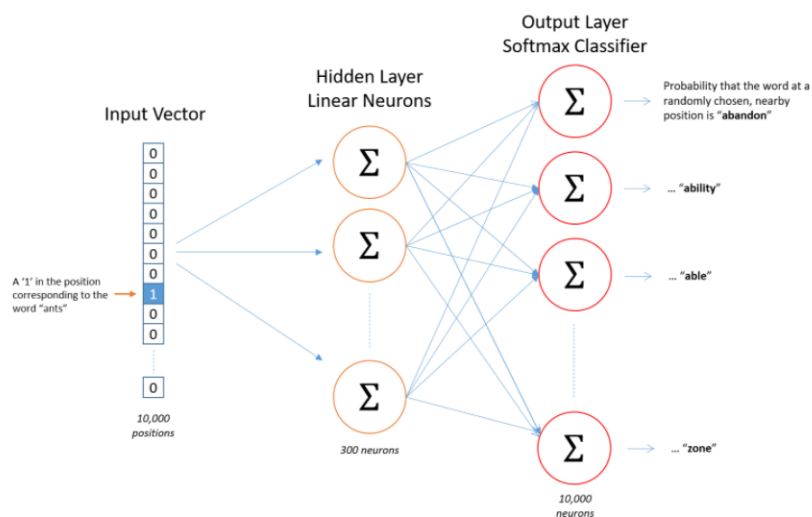 Output Layer
Softmax Classifier
Hidden Layer
Linear Neurons
Input Vector
0
0
0
0
0
0
0
1
0
0
0
A ‘1’ in the position
corresponding to the
word “ants”
10,000
positions
Σ
Σ
Σ
300 neurons
Σ
Σ
Σ
Σ
10,000
neurons
Probability that the word at a
randomly chosen, nearby
position is “abandon”
... “ability”
... “able”
... “zone”